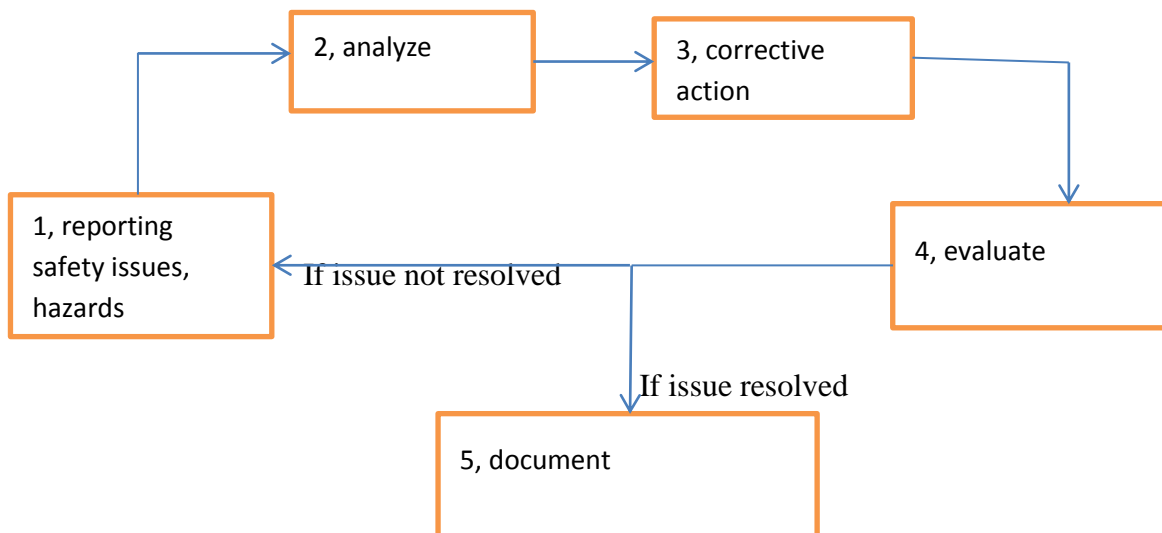 2, analyze
3, corrective
action
1, reporting
safety issues,
hazards
4, evaluate
If issue not resolved
If issue resolved
5, document